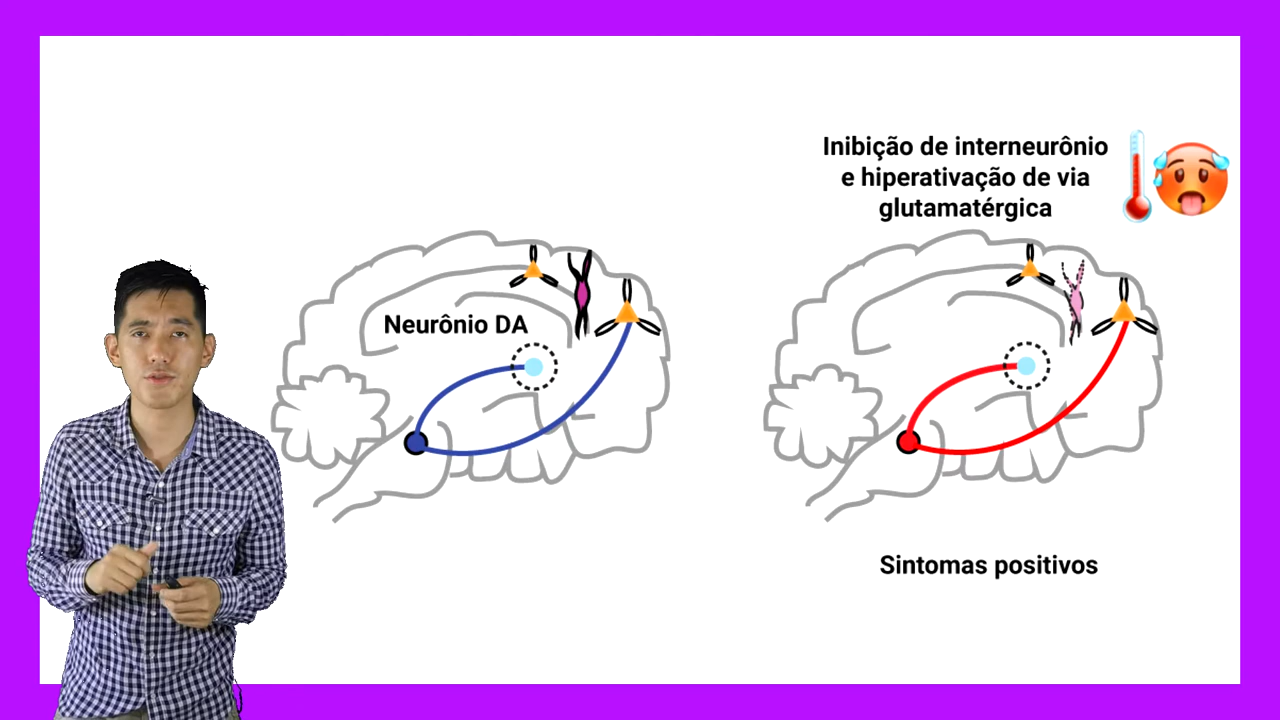 Inibição de interneurônio
e hiperativação de via
glutamatérgica
Neurônio DA
Sintomas positivos